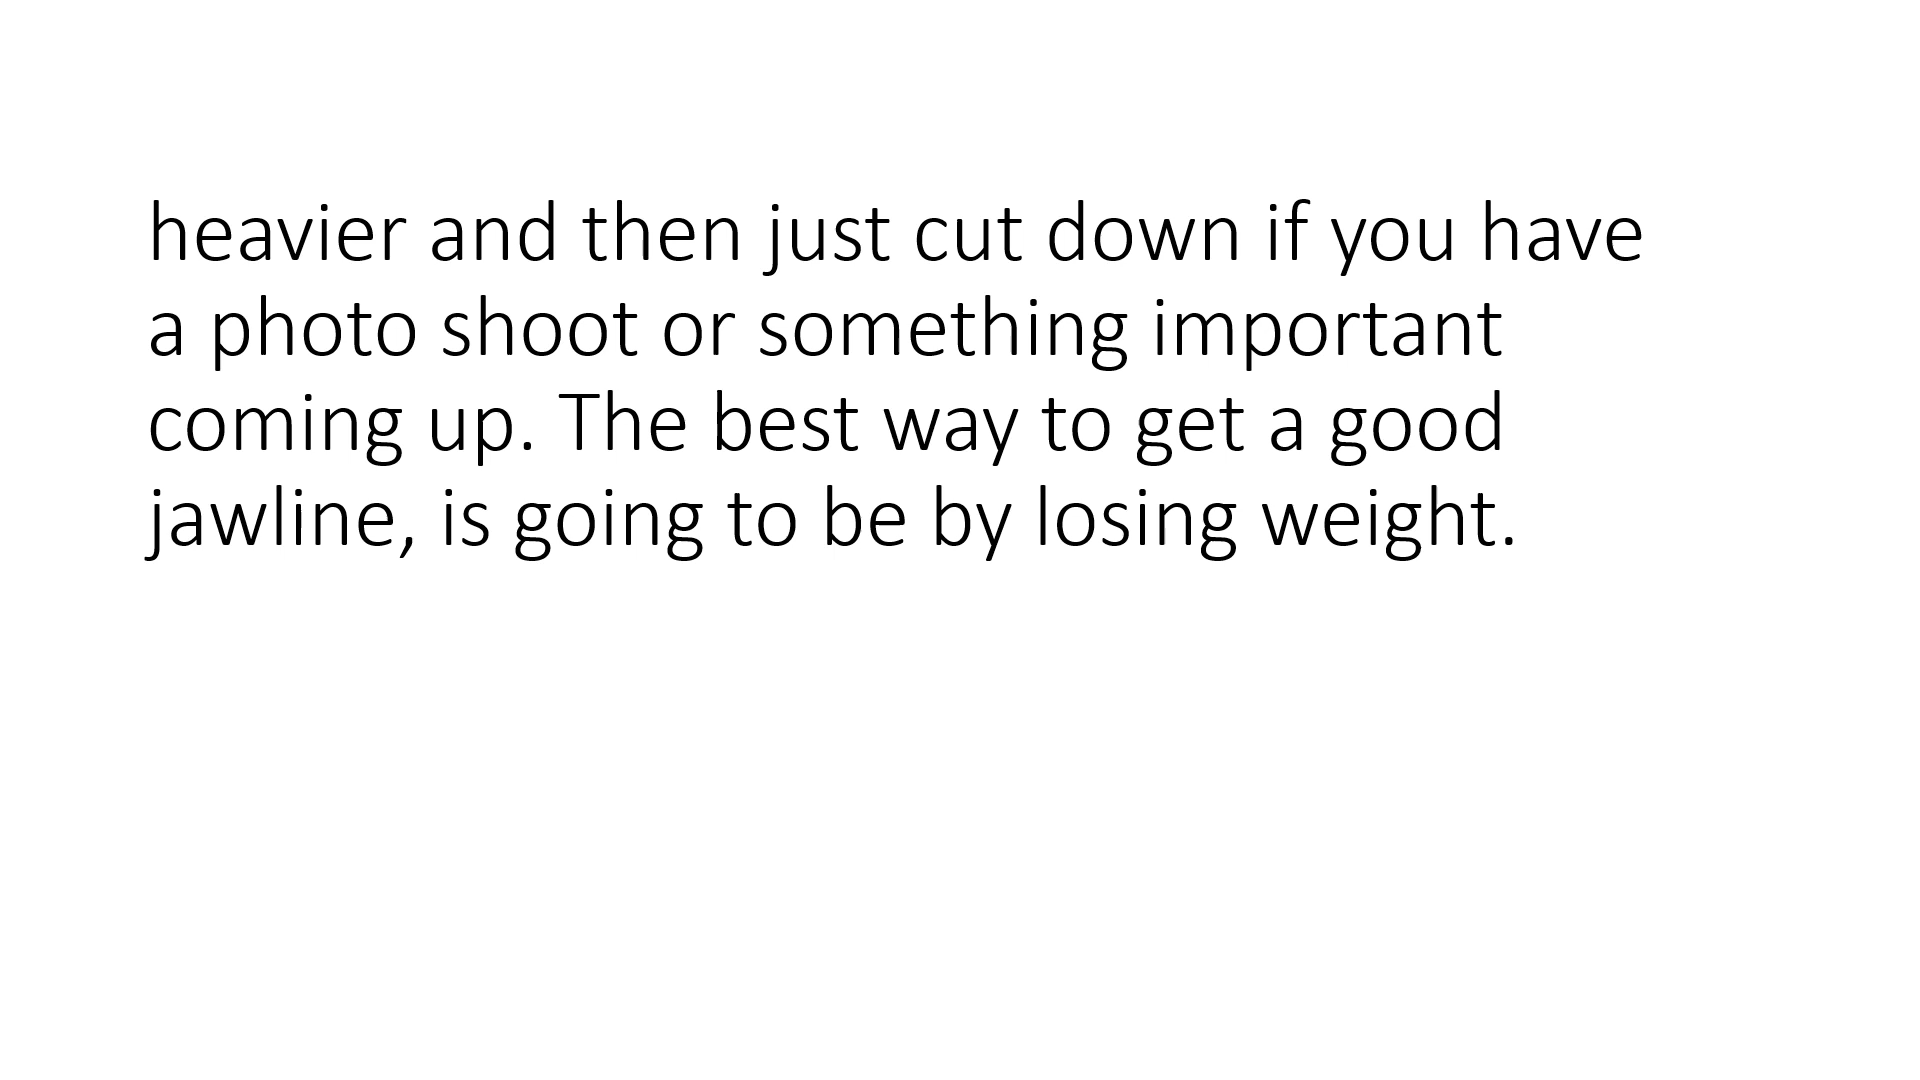 heavier and then just cut down if you have
a photo shoot or something important
coming up. The best way to get a good
jawline, is going to be by losing weight.